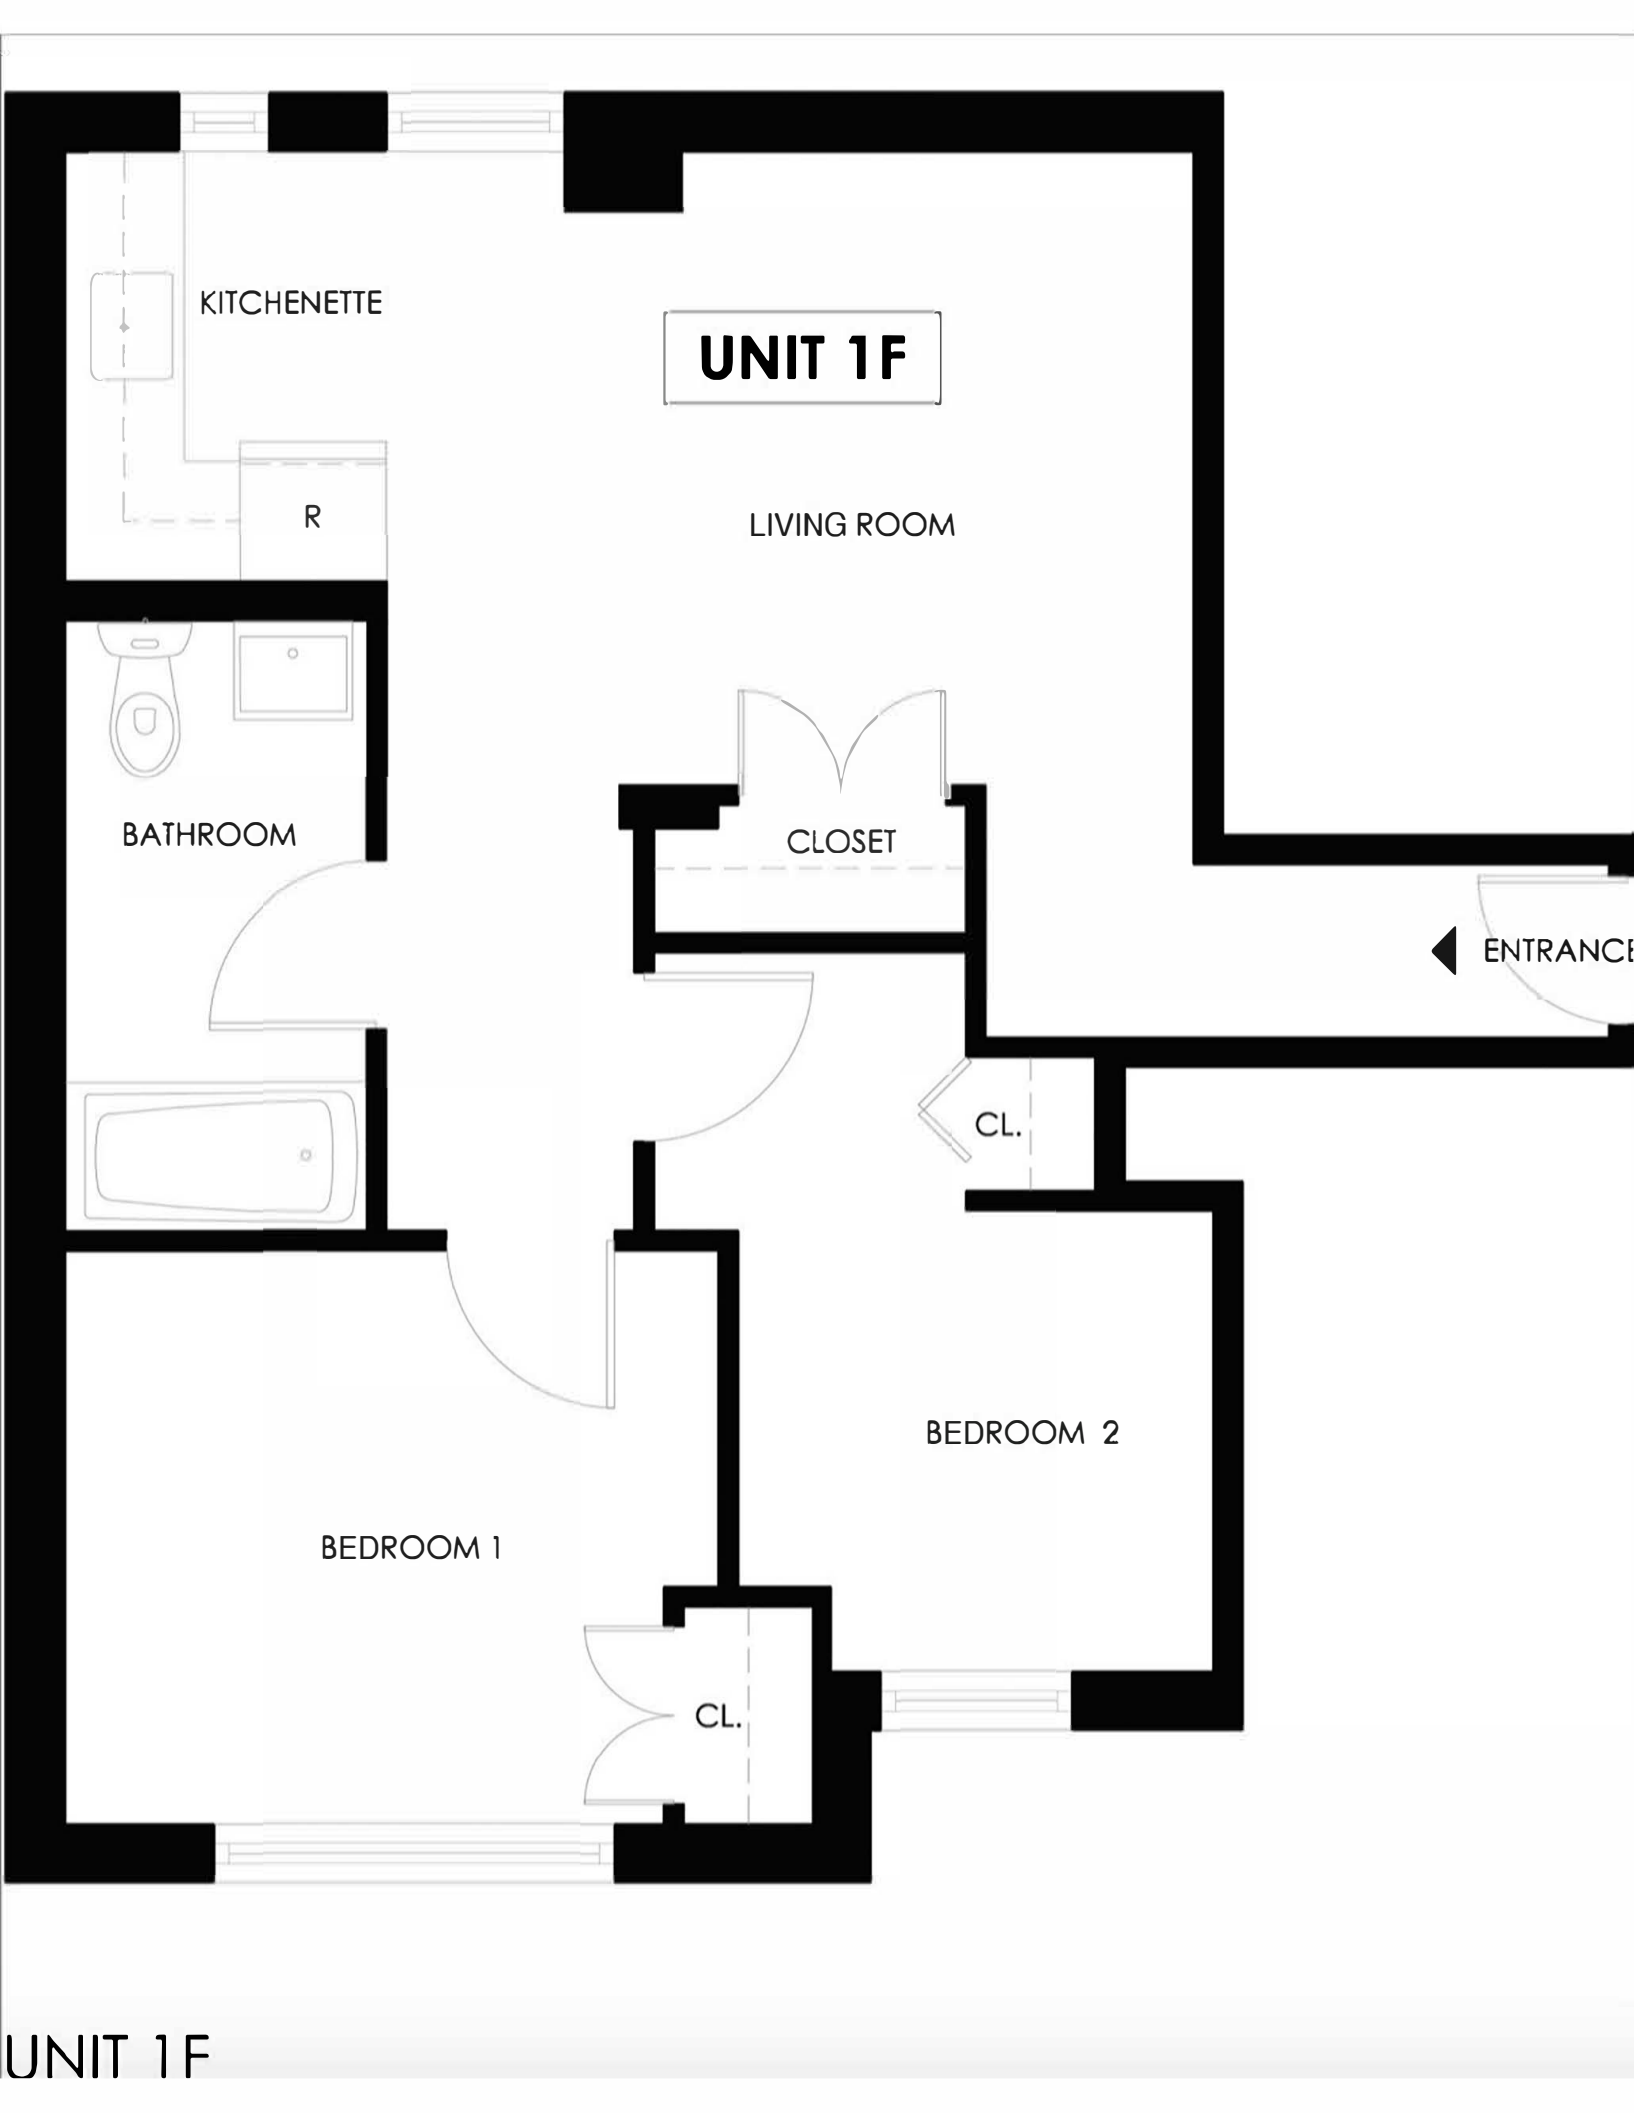 KITCHENETTE
UNIT 1F
R
LIVING ROOM
BATHROOM
CLOSET
ENTRANCE
CL.
BEDROOM 2
BEDROOM 1
CL.
UNIT 1F